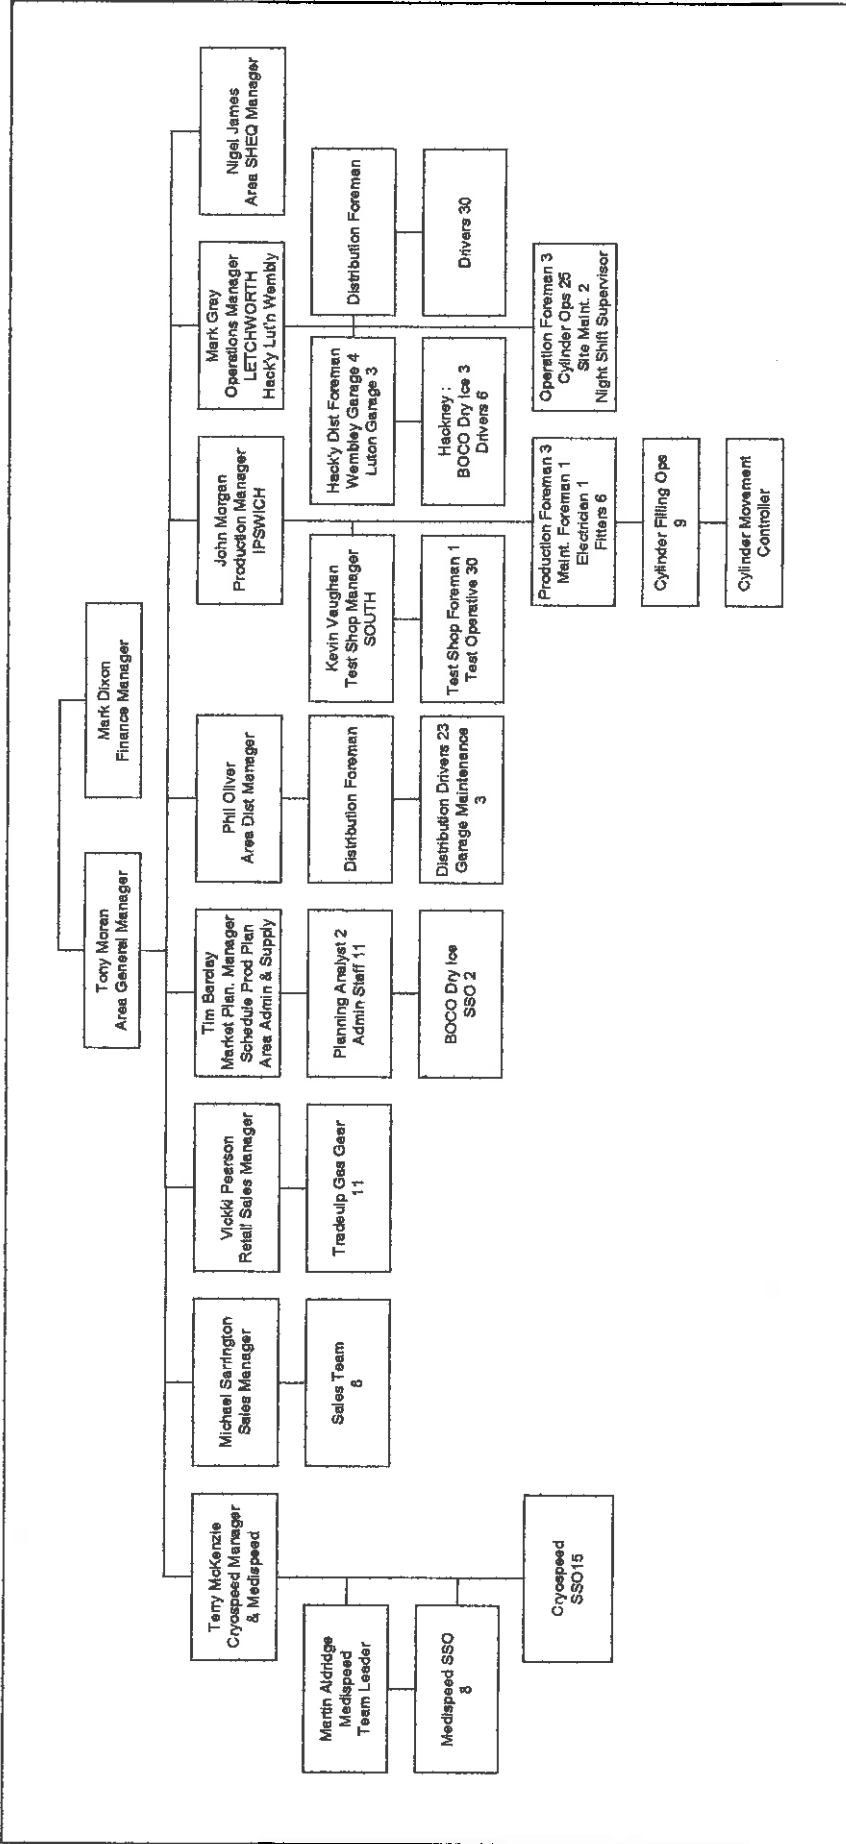 Tony Moran
Area General Manager
Mark Dixon
Finance Manager
Terry McKenzie
Cryospeed Manager
& Medispeed
Michael Sarrington
Sales Manager
Vickki Pearson
Retail Sales Manager
Tim Barclay
Market Plan. Manager
Schedule Prod Plan
Area Admin & Supply
Phil Oliver
Area Dist Manager
John Morgan
Production Manager
IPSWICH
Mark Gray
Operations Manager
LETCHWORTH
Hack'y Lut'n Wembly
Nigel James
Area SHEQ Manager
Martin Aldridge
Medispeed
Team Leader
Sales Team
8
Tradeulp Gas Gear
11
Planning Analyst 2
Admin Staff 11
Distribution Foreman
Kevin Vaughan
Test Shop Manager
SOUTH
Hack'y Dist Foreman
Wembley Garage 4
Luton Garage 3
Distribution Foreman
Medispeed SSO
8
BOCO Dry Ice
SSO 2
Distribution Drivers 23
Garage Maintenance
3
Test Shop Foreman 1
Test Operative 30
Hackney :
BOCO Dry Ice 3
Drivers 6
Drivers 30
Cryospeed
SSO15
Production Foreman 3
Maint. Foreman 1
Electrician 1
Fitters 6
Operation Foreman 3
Cylinder Ops 25
Site Maint. 2
Night Shift Supervisor
Cylinder Filling Ops
9
Cylinder Movement
Controller